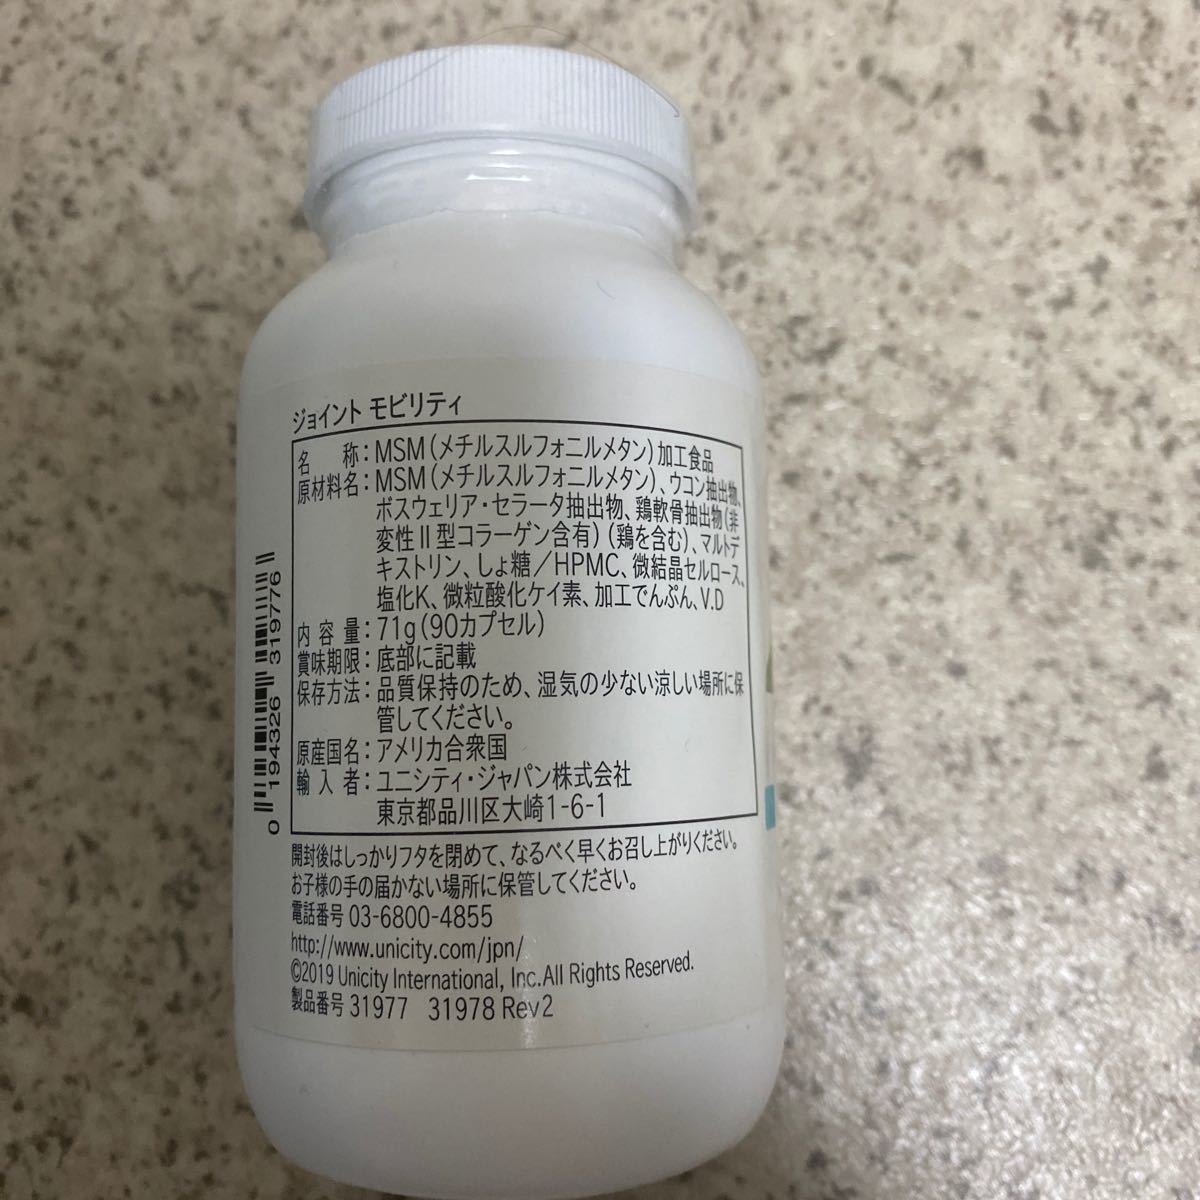 ジョイント モビリティ
名 称：MSM（メチルスルフォニルメタン）加工食品
原材料名：MSM（メチルスルフォニルメタン）、ウコン抽出物、
ボスウェリア・セラータ抽出物、鶏軟骨抽出物（非
変性Ⅱ型コラーゲン含有）（鶏を含む）、マルトデ
キストリン、しょ糖／HPMC、微結晶セルロース、
塩化K、微粒酸化ケイ素、加工でんぷん、V.D
内 容 量：71g（90カプセル）
賞味期限：底部に記載
保存方法：品質保持のため、湿気の少ない涼しい場所に保
管してください。
原産国名：アメリカ合衆国
輸 入 者：ユニシティ・ジャパン株式会社
東京都品川区大崎1-6-1
開封後はしっかりフタを閉めて、なるべく早くお召し上がりください。
お子様の手の届かない場所に保管してください。
電話番号 03-6800-4855
http://www.unicity.com/jpn/
©2019 Unicity International, Inc.All Rights Reserved.
製品番号 31977 31978 Rev2
0 194326 319776